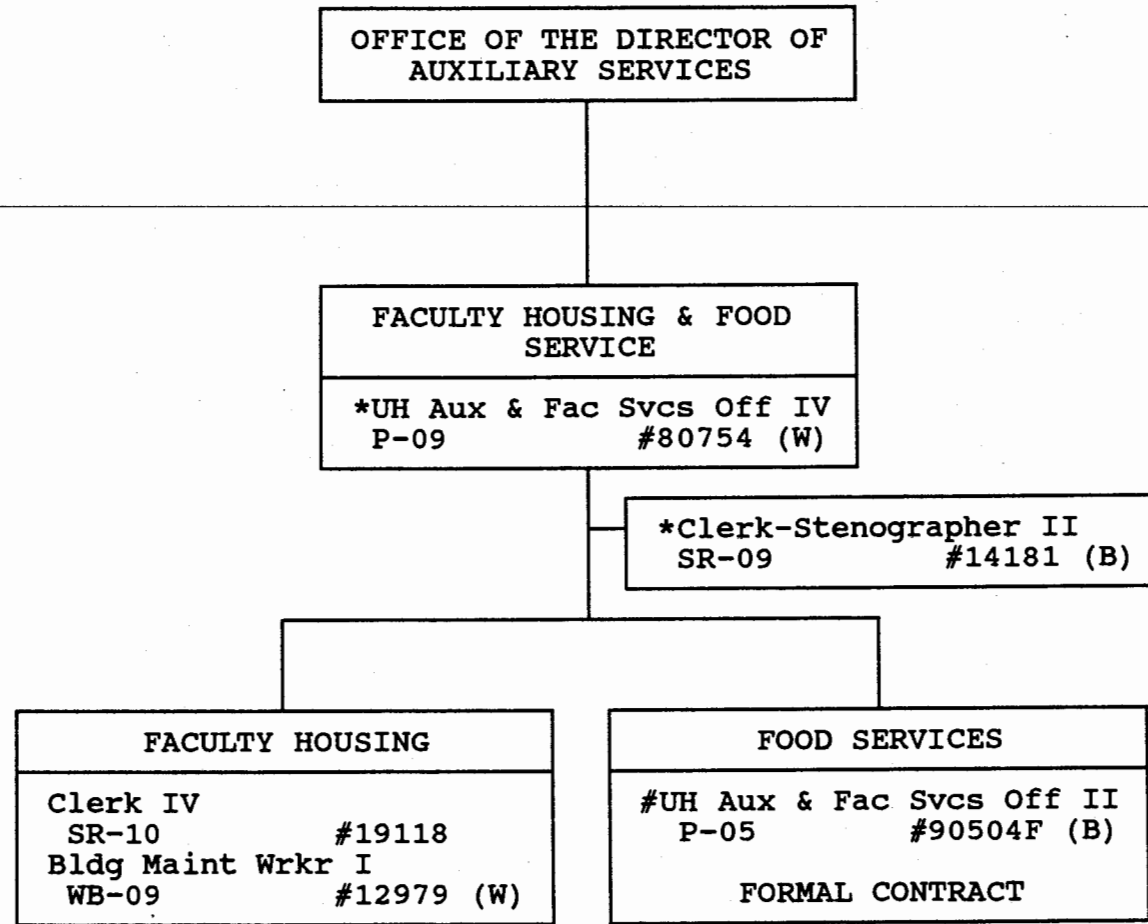 OFFICE OF THE DIRECTOR OF
AUXILIARY SERVICES
FACULTY HOUSING & FOOD
SERVICE
*UH Aux & Fac Svcs Off IV
P-09 #80754 (W)
*Clerk-Stenographer II
SR-09 #14181 (B)
FACULTY HOUSING
Clerk IV
SR-10 #19118
Bldg Maint Wrkr I
WB-09 #12979 (W)
FOOD SERVICES
#UH Aux & Fac Svcs Off II
P-05 #90504F (B)
FORMAL CONTRACT